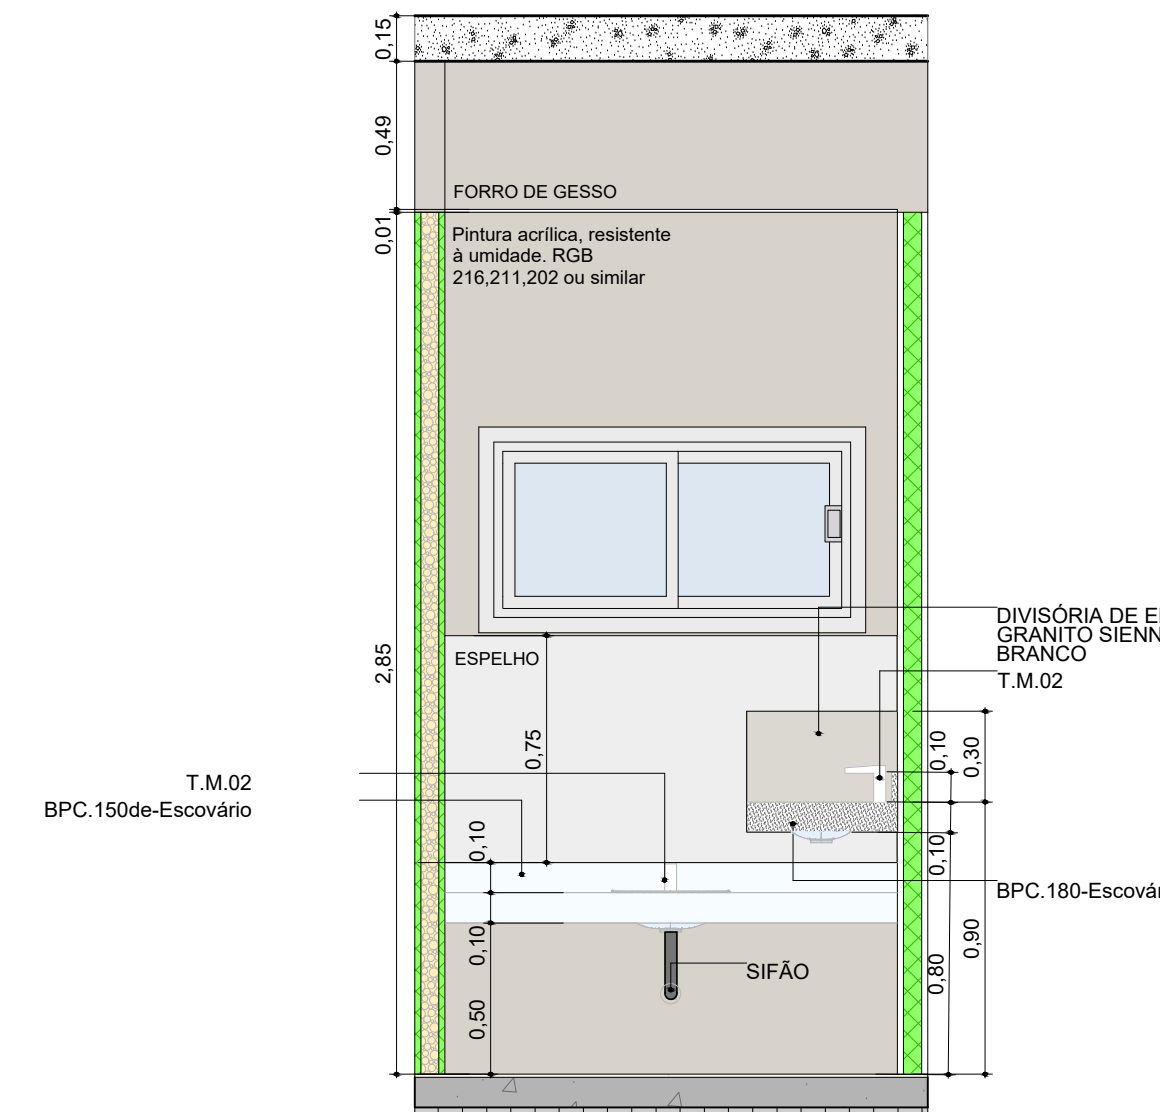 0,15
0,49
FORRO DE GESSO
0,01
Pintura acrílica, resistente
à umidade. RGB
216,211,202 ou similar
DIVISÓRIA DE
GRANITO
BRANCO
T.M.02
2,85
ESPELHO
0,75
0,10
0,30
T.M.02
BPC.150de-Escovário
0,10
0,10
BPC.180-
0,10
0,90
0,80
SIFÃO
0,50